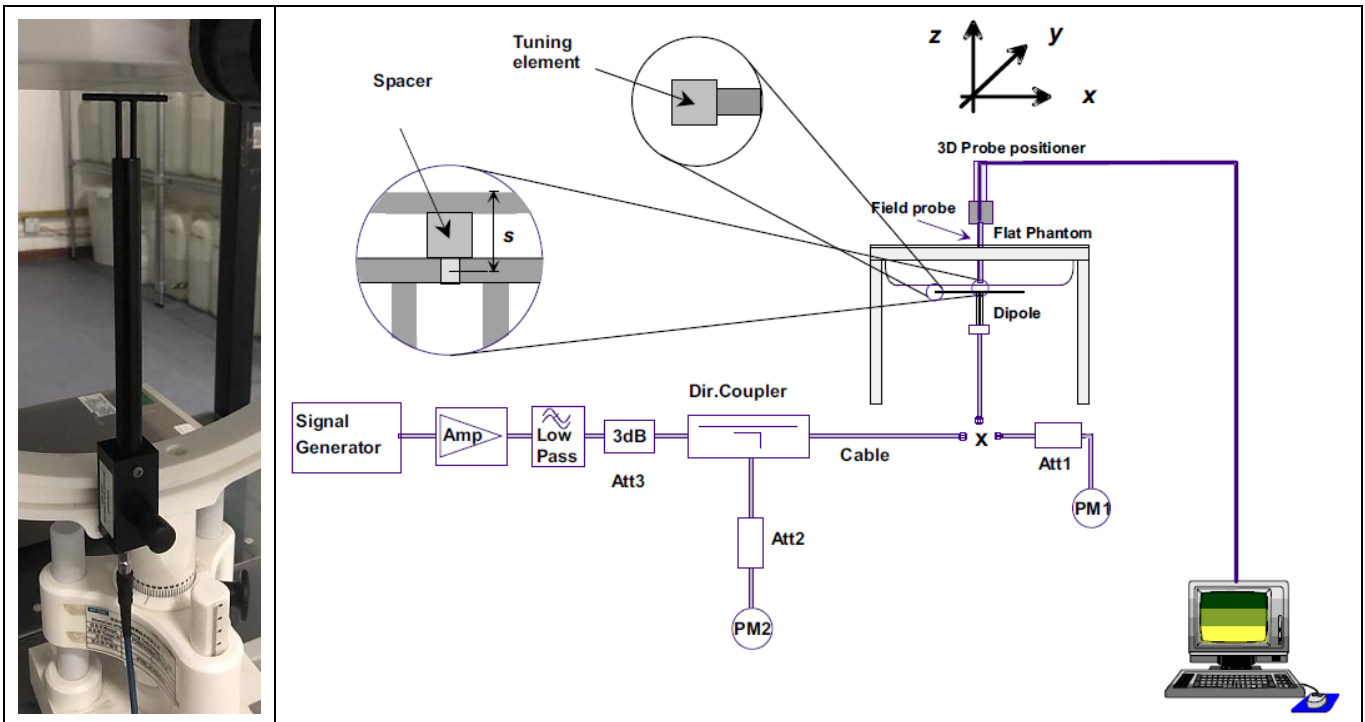 Tuning
element
Spacer
s
z
y
x
3D Probe positioner
Field probe
Flat Phantom
Dipole
Dir.Coupler
Signal
Generator
Amp
Low
Pass
3dB
Att3
Cable
x
Att1
PM1
Att2
PM2